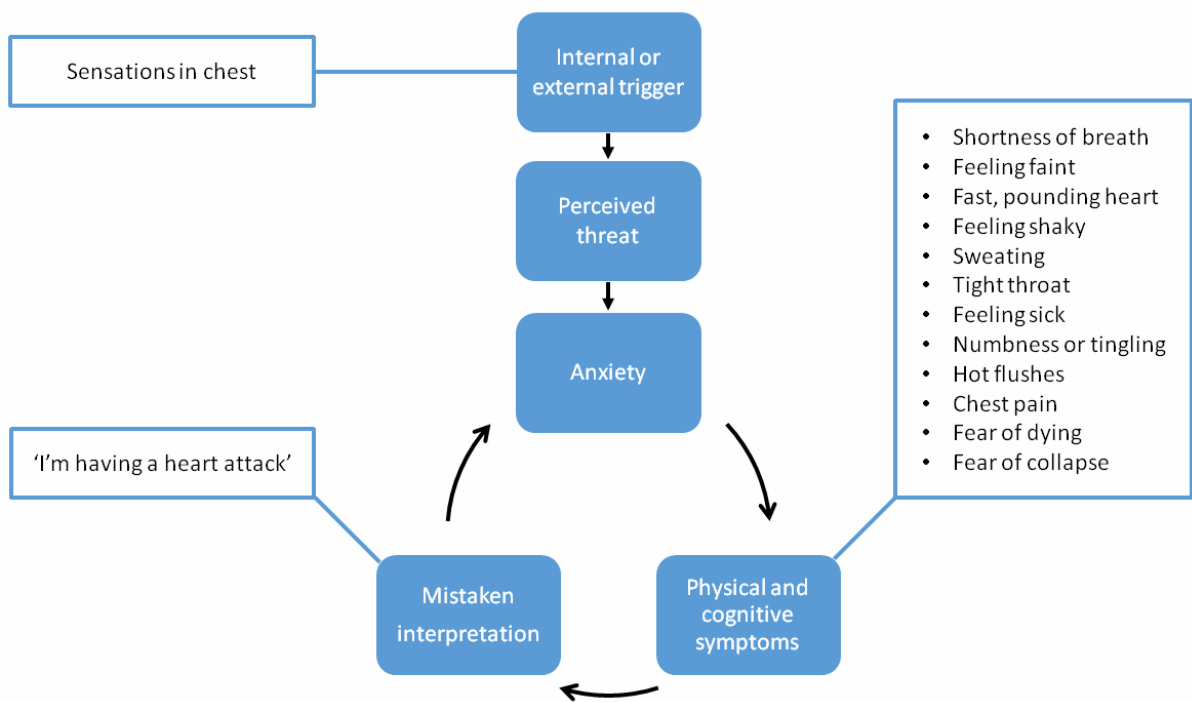 Sensations in chest
Internal or
external trigger
Perceived
threat
Anxiety
• Shortness of breath
• Feeling faint
• Fast, pounding heart
• Feeling shaky
• Sweating
• Tight throat
• Feeling sick
• Numbness or tingling
• Hot flushes
• Chest pain
• Fear of dying
• Fear of collapse
‘I’m having a heart attack’
Mistaken
interpretation
Physical and
cognitive
symptoms